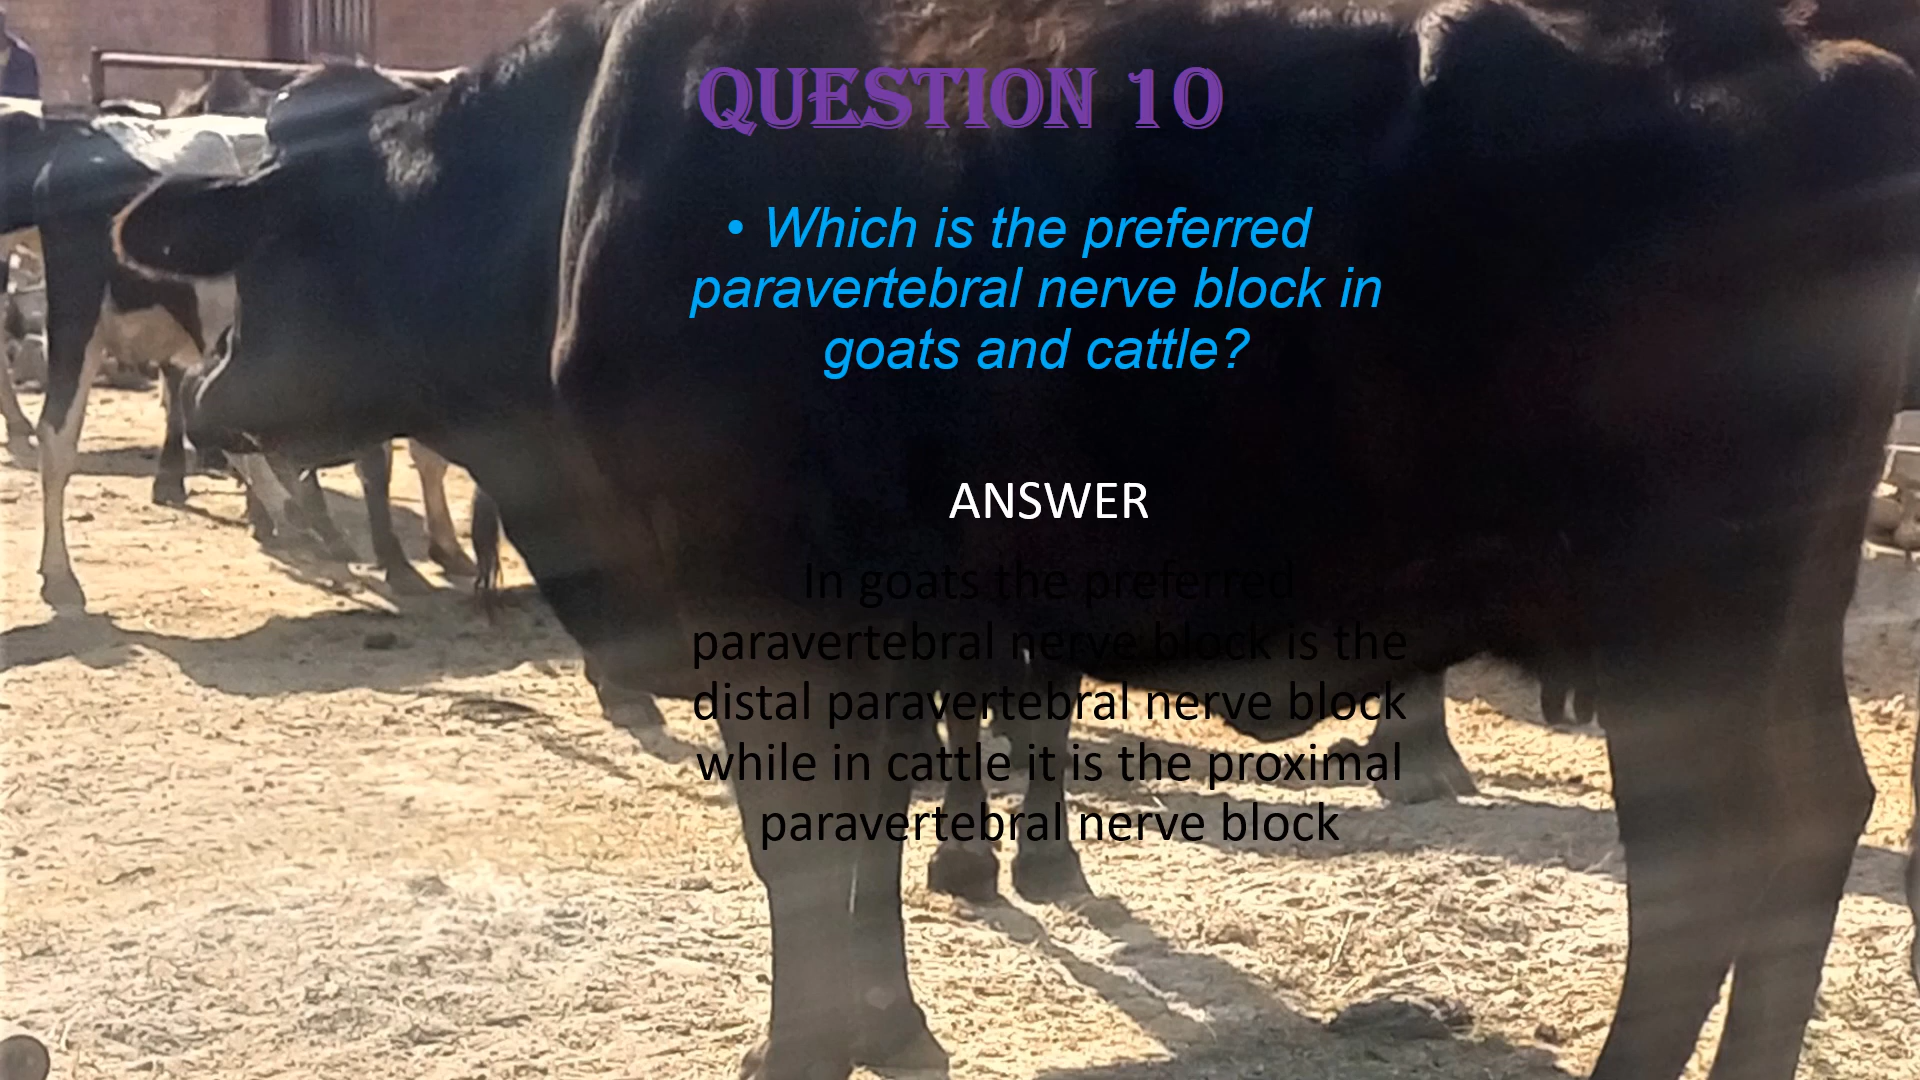 QUESTION 10
• Which is the preferred
paravertebral nerve block in
goats and cattle?
ANSWER
In goats the preferred
paravertebral nerve block is the
distal paravertebral nerve block
while in cattle it is the proximal
paravertebral nerve block